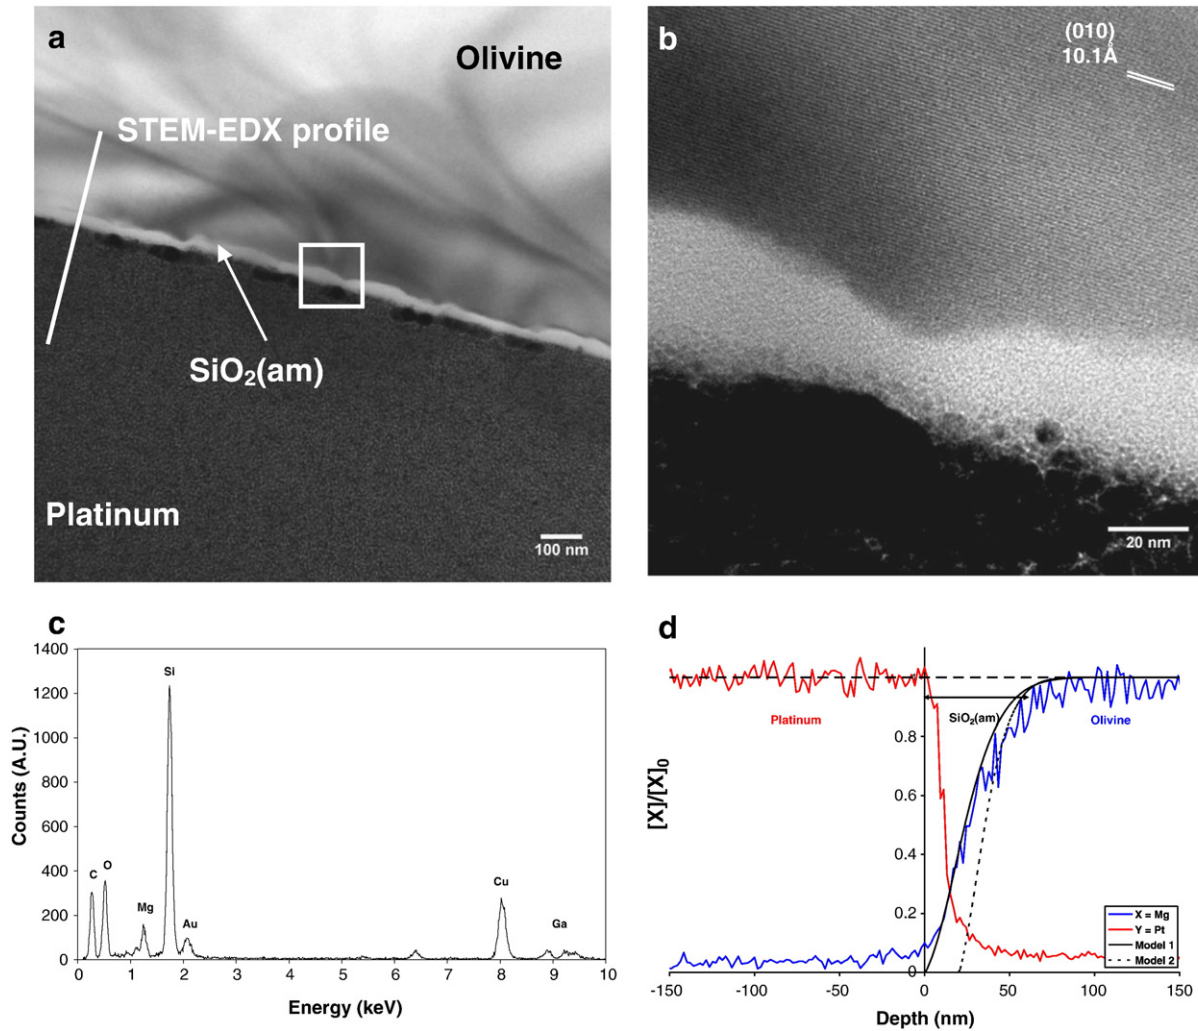 a
Olivine
STEM-EDX profile
SiO₂(am)
Platinum
100 nm
b
(010)
10.1Å
20 nm
c
Counts (A.U.)
1400
1200
1000
800
600
400
200
0
Si
C
O
Mg
Au
Cu
Ga
0 1 2 3 4 5 6 7 8 9 10
Energy (keV)
d
[X]/[X]₀
Platinum
SiO₂(am)
Olivine
0.8
0.6
0.4
0.2
0
X = Mg
Y = Pt
Model 1
Model 2
-150 -100 -50 0 50 100 150
Depth (nm)